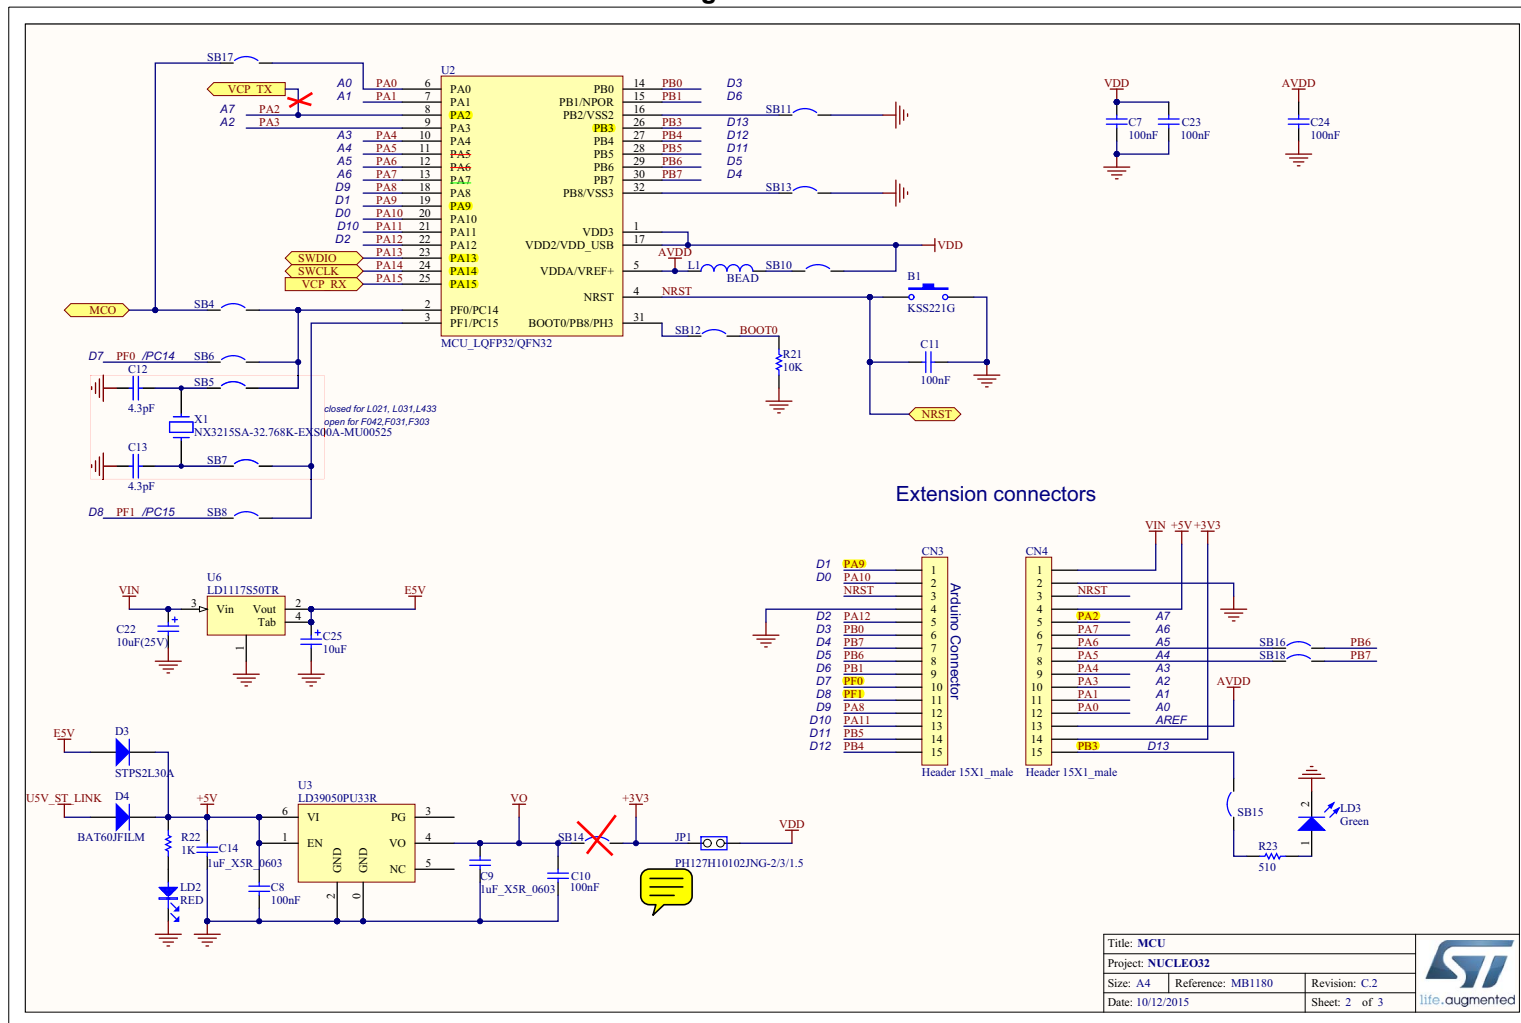 SB17
VCP TX
A0 PA0 6 PA0
A1 PA1 7 PA1
A7 PA2 8 PA2
A2 PA3 9 PA3
A3 PA4 10 PA4
A4 PA5 11 PA5
A5 PA6 12 PA6
A6 PA7 13 PA7
D9 PA8 18 PA8
D1 PA9 19 PA9
D0 PA10 20 PA10
D10 PA11 21 PA11
D2 PA12 22 PA12
SWDIO PA13 23 PA13
SWCLK PA14 24 PA14
VCP RX PA15 25 PA15
MCO SB4 2 PF0/PC14
3 PF1/PC15
U2
PB0 14 PB0 D3
PB1/NPOR 15 PB1 D6
PB2/VSS2 16 SB11
PB3 26 PB3 D13
PB4 27 PB4 D12
PB5 28 PB5 D11
PB6 29 PB6 D5
PB7 30 PB7 D4
PB8/VSS3 32 SB13
VDD3 1
VDD2/VDD_USB 17 VDD
VDDA/VREF+ 5 AVDD L1 BEAD SB10
NRST 4 NRST
BOOT0/PB8/PH3 31 SB12 BOOT0
MCU_LQFP32/QFN32
R21
10K
B1
KSS221G
C11
100nF
NRST
VDD
C7
100nF
C23
100nF
AVDD
C24
100nF
D7 PF0 /PC14 SB6
C12
4.3pF
SB5
X1
NX3215SA-32.768K-EXS00A-MU00525
closed for L021, L031,L433
open for F042,F031,F303
C13
4.3pF
SB7
D8 PF1 /PC15 SB8
U6
LD1117S50TR
VIN 3 Vin Vout 2 E5V
Tab 4
1
C22
10uF(25V)
+
C25
10uF
+
Extension connectors
CN3
D1 PA9 1
D0 PA10 2
NRST 3
4
D2 PA12 5
D3 PB0 6
D4 PB7 7
D5 PB6 8
D6 PB1 9
D7 PF0 10
D8 PF1 11
D9 PA8 12
D10 PA11 13
D11 PB5 14
D12 PB4 15
Arduino Connector
Header 15X1_male
CN4
VIN +5V +3V3
1
2
3 NRST
4
5 PA2 A7
6 PA7 A6
7 PA6 A5 SB16 PB6
8 PA5 A4 SB18 PB7
9 PA4 A3
10 PA3 A2
11 PA1 A1
12 PA0 A0
13 AREF AVDD
14
15 PB3 D13
Header 15X1_male
SB15
R23
510
LD3
Green
2
1
E5V D3
STPS2L30A
U5V_ST_LINK D4
BAT60JFILM
+5V
R22
1K
LD2
RED
C14
1uF_X5R_0603
C8
100nF
U3
LD39050PU33R
6 VI PG 3
1 EN VO 4
NC 5
GND GND
2 0
C9
1uF_X5R_0603
VO
C10
100nF
SB14
+3V3
JP1
PH127H10102JNG-2/3/1.5
VDD
Title: MCU
Project: NUCLEO32
Size: A4 Reference: MB1180 Revision: C.2
Date: 10/12/2015 Sheet: 2 of 3
ST
life.augmented